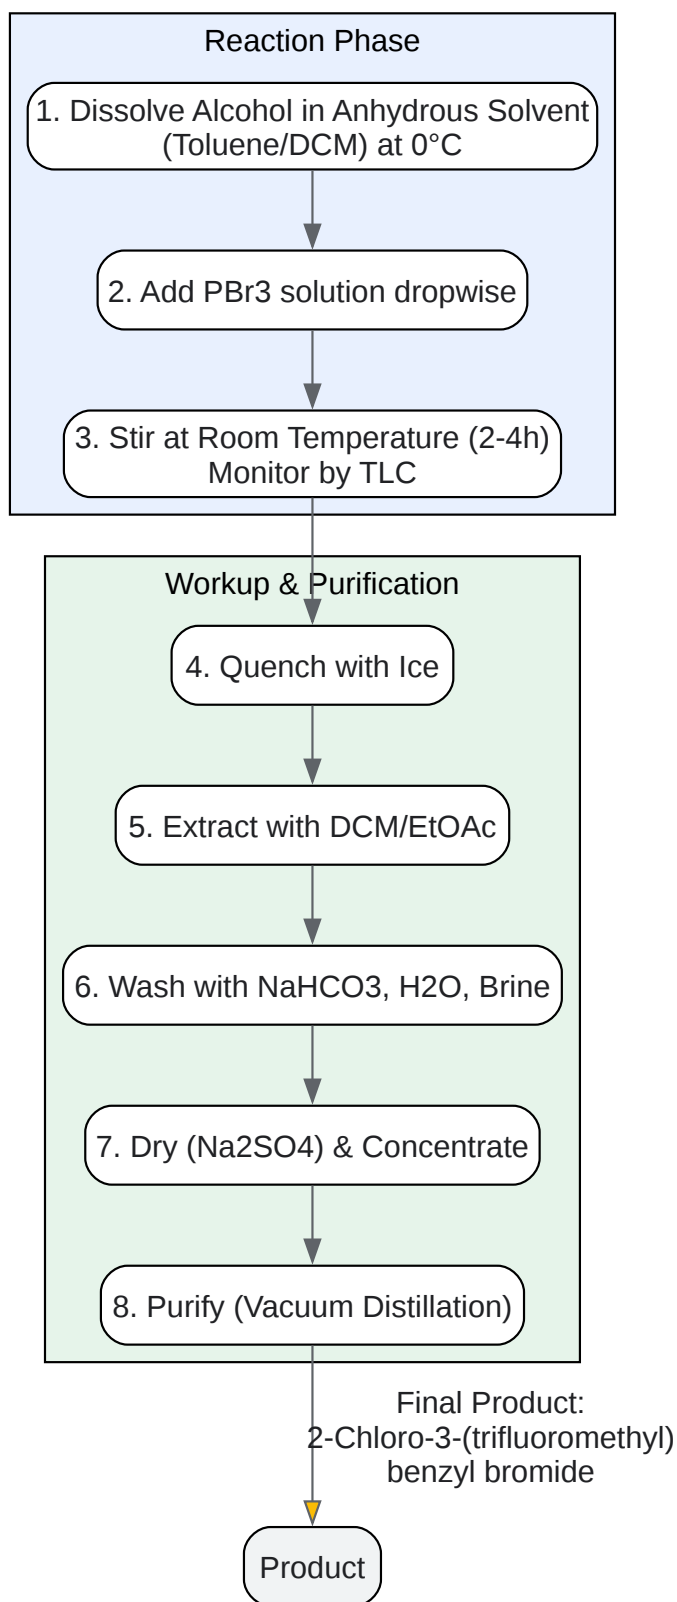 Reaction Phase
1. Dissolve Alcohol in Anhydrous Solvent
(Toluene/DCM) at 0°C
2. Add PBr3 solution dropwise
3. Stir at Room Temperature (2-4h)
Monitor by TLC
Workup & Purification
4. Quench with Ice
5. Extract with DCM/EtOAc
6. Wash with NaHCO3, H2O, Brine
7. Dry (Na2SO4) & Concentrate
8. Purify (Vacuum Distillation)
Final Product:
2-Chloro-3-(trifluoromethyl)
benzyl bromide
Product